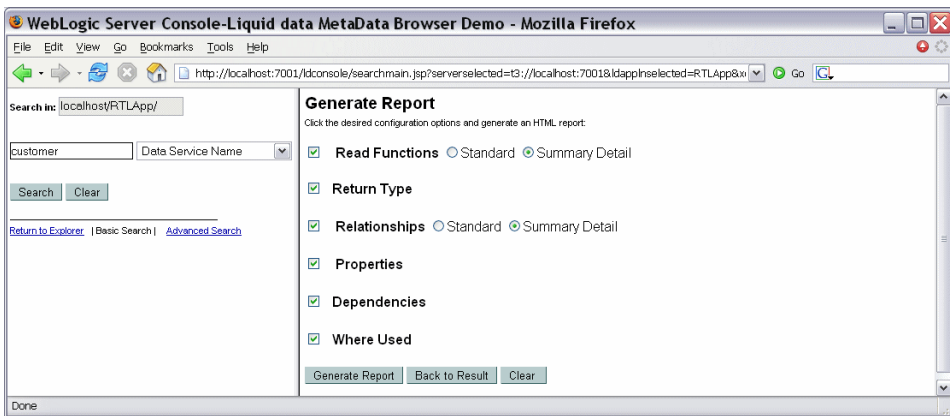 WebLogic Server Console-Liquid data MetaData Browser Demo - Mozilla Firefox
File Edit View Go Bookmarks Tools Help
http://localhost:7001/ldconsole/searchmain.jsp?serverselected=t3://localhost:7001&ldappInselected=RTLApp&x Go G
Search in: localhost/RTLApp/
customer Data Service Name
Search Clear
Return to Explorer | Basic Search | Advanced Search
Generate Report
Click the desired configuration options and generate an HTML report:
Read Functions Standard Summary Detail
Return Type
Relationships Standard Summary Detail
Properties
Dependencies
Where Used
Generate Report Back to Result Clear
Done